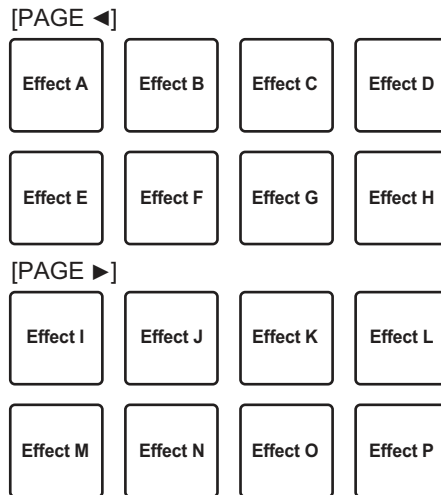 [PAGE ◄]
Effect A Effect B Effect C Effect D
Effect E Effect F Effect G Effect H
[PAGE ►]
Effect I Effect J Effect K Effect L
Effect M Effect N Effect O Effect P